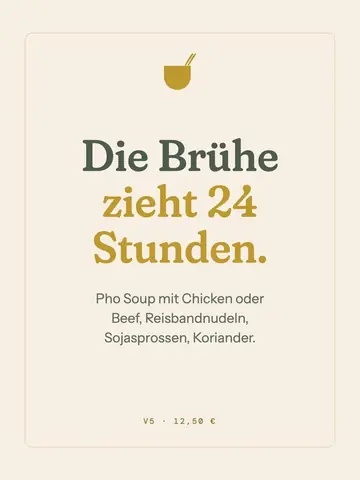 Die Brühe
zieht 24
Stunden.
Pho Soup mit Chicken oder
Beef, Reisbandnudeln,
Sojasprossen, Koriander.
V5 · 12,50 €